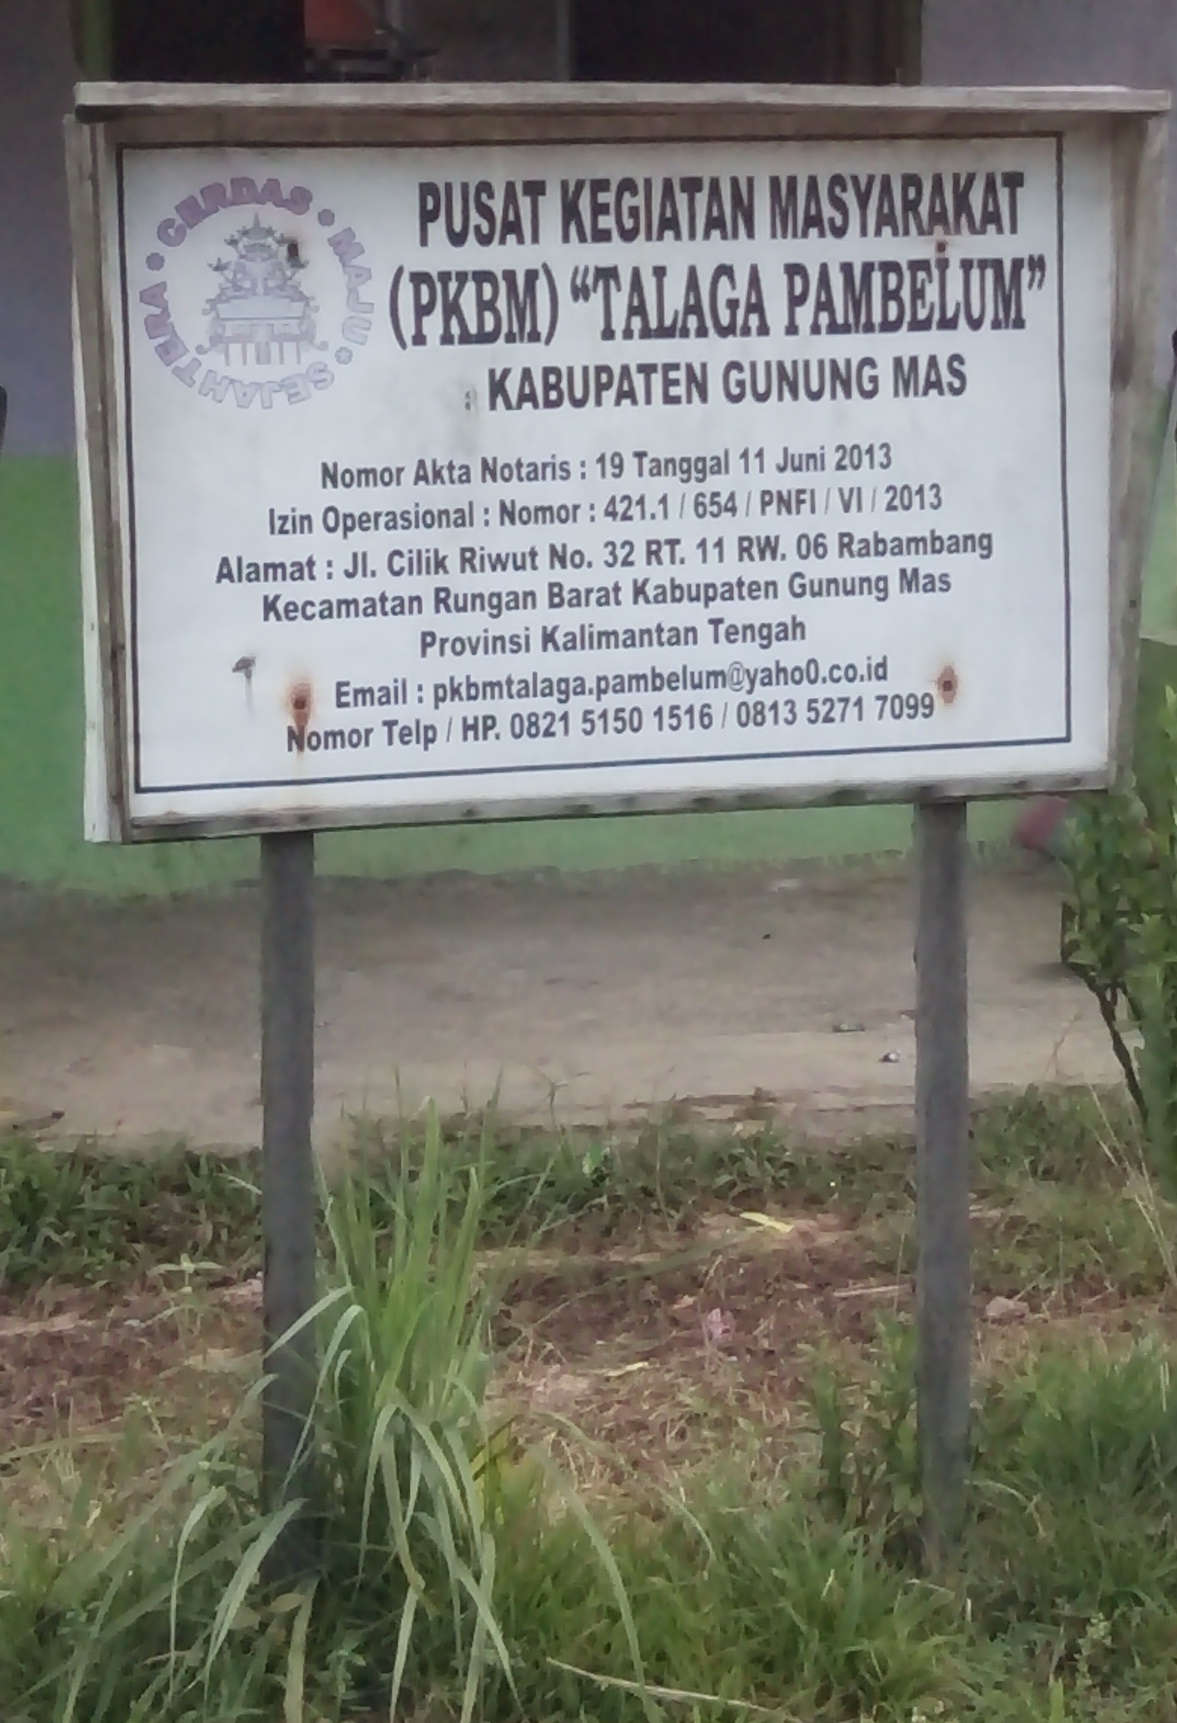 CERDAS • MAJU • SEJAHTERA •
PUSAT KEGIATAN MASYARAKAT
(PKBM) “TALAGA PAMBELUM”
KABUPATEN GUNUNG MAS
Nomor Akta Notaris : 19 Tanggal 11 Juni 2013
Izin Operasional : Nomor : 421.1 / 654 / PNFI / VI / 2013
Alamat : Jl. Cilik Riwut No. 32 RT. 11 RW. 06 Rabambang
Kecamatan Rungan Barat Kabupaten Gunung Mas
Provinsi Kalimantan Tengah
Email : pkbmtalaga.pambelum@yaho0.co.id
Nomor Telp / HP. 0821 5150 1516 / 0813 5271 7099